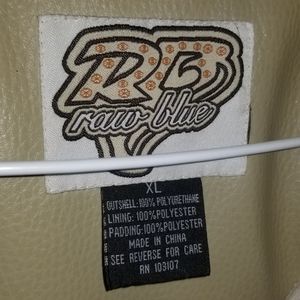 RB
raw blue
XL
OUTSHELL: 100% POLYURETHANE
LINING: 100%POLYESTER
PADDING: 100%POLYESTER
MADE IN CHINA
SEE REVERSE FOR CARE
RN 109107